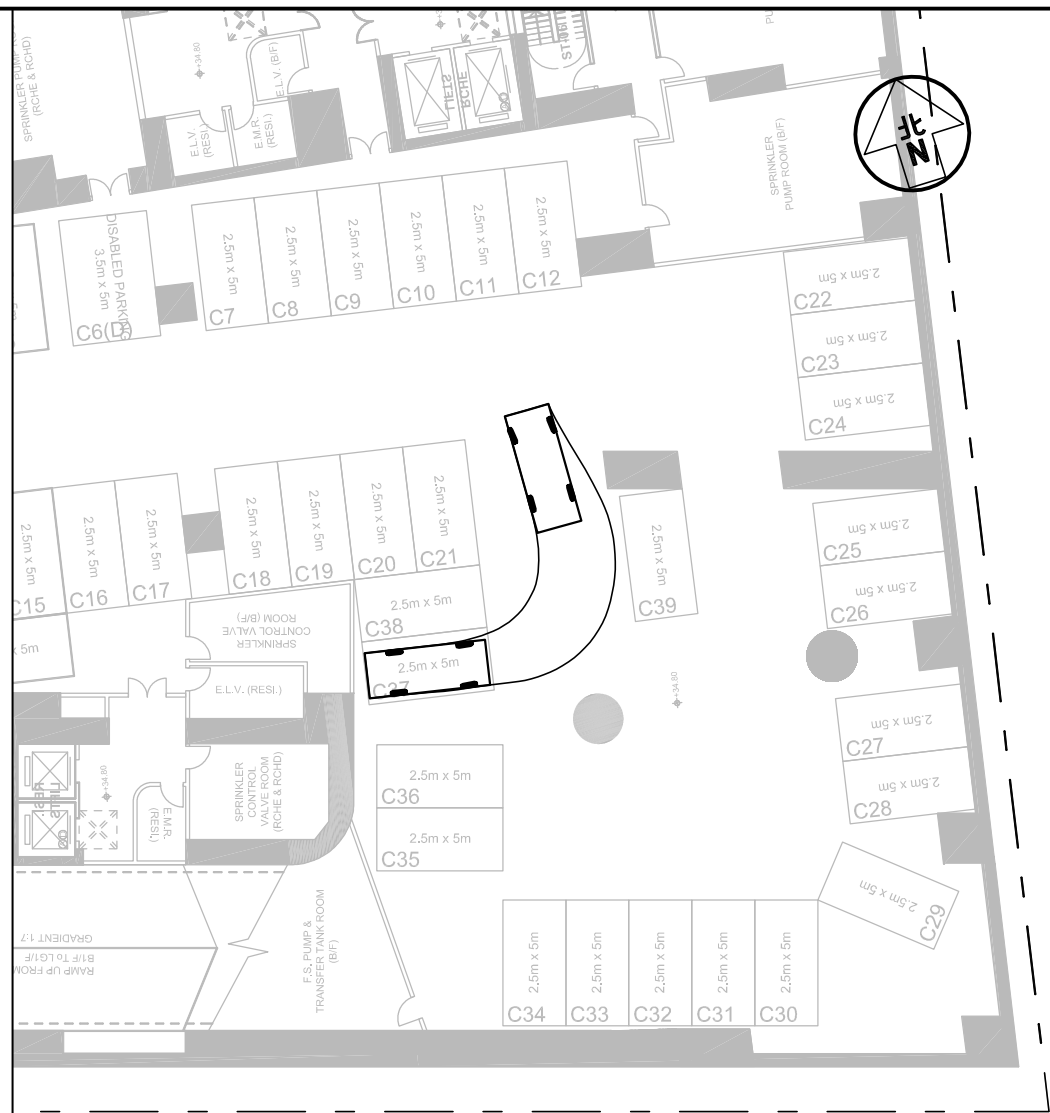 SPRINKLER PUMP RO
(RCHE & RCHD)
+34.80
E.L.V. (B/F)
E.L.V.
(RESI.)
E.M.R.
(RESI.)
LIFTS
RCHE
ST-06
SPRINKLER
PUMP ROOM (B/F)
北
N
DISABLED PARKING
3.5m x 5m
C6(D)
2.5m x 5m
C7
2.5m x 5m
C8
2.5m x 5m
C9
2.5m x 5m
C10
2.5m x 5m
C11
2.5m x 5m
C12
2.5m x 5m
C22
2.5m x 5m
C23
2.5m x 5m
C24
2.5m x 5m
C15
2.5m x 5m
C16
2.5m x 5m
C17
2.5m x 5m
C18
2.5m x 5m
C19
2.5m x 5m
C20
2.5m x 5m
C21
2.5m x 5m
C39
2.5m x 5m
C25
2.5m x 5m
C26
2.5m x 5m
C38
2.5m x 5m
C37
5m
SPRINKLER
CONTROL VALVE
ROOM (B/F)
E.L.V. (RESI.)
+34.80
2.5m x 5m
C27
2.5m x 5m
C28
LIFTS
RESI.
+34.80
E.M.R.
(RESI.)
SPRINKLER
CONTROL
VALVE ROOM
(RCHE & RCHD)
2.5m x 5m
C36
2.5m x 5m
C35
2.5m x 5m
C29
RAMP UP FROM
B1/F To LG1/F
GRADIENT 1:7
F.S. PUMP &
TRANSFER TANK ROOM
(B/F)
2.5m x 5m
C34
2.5m x 5m
C33
2.5m x 5m
C32
2.5m x 5m
C31
2.5m x 5m
C30